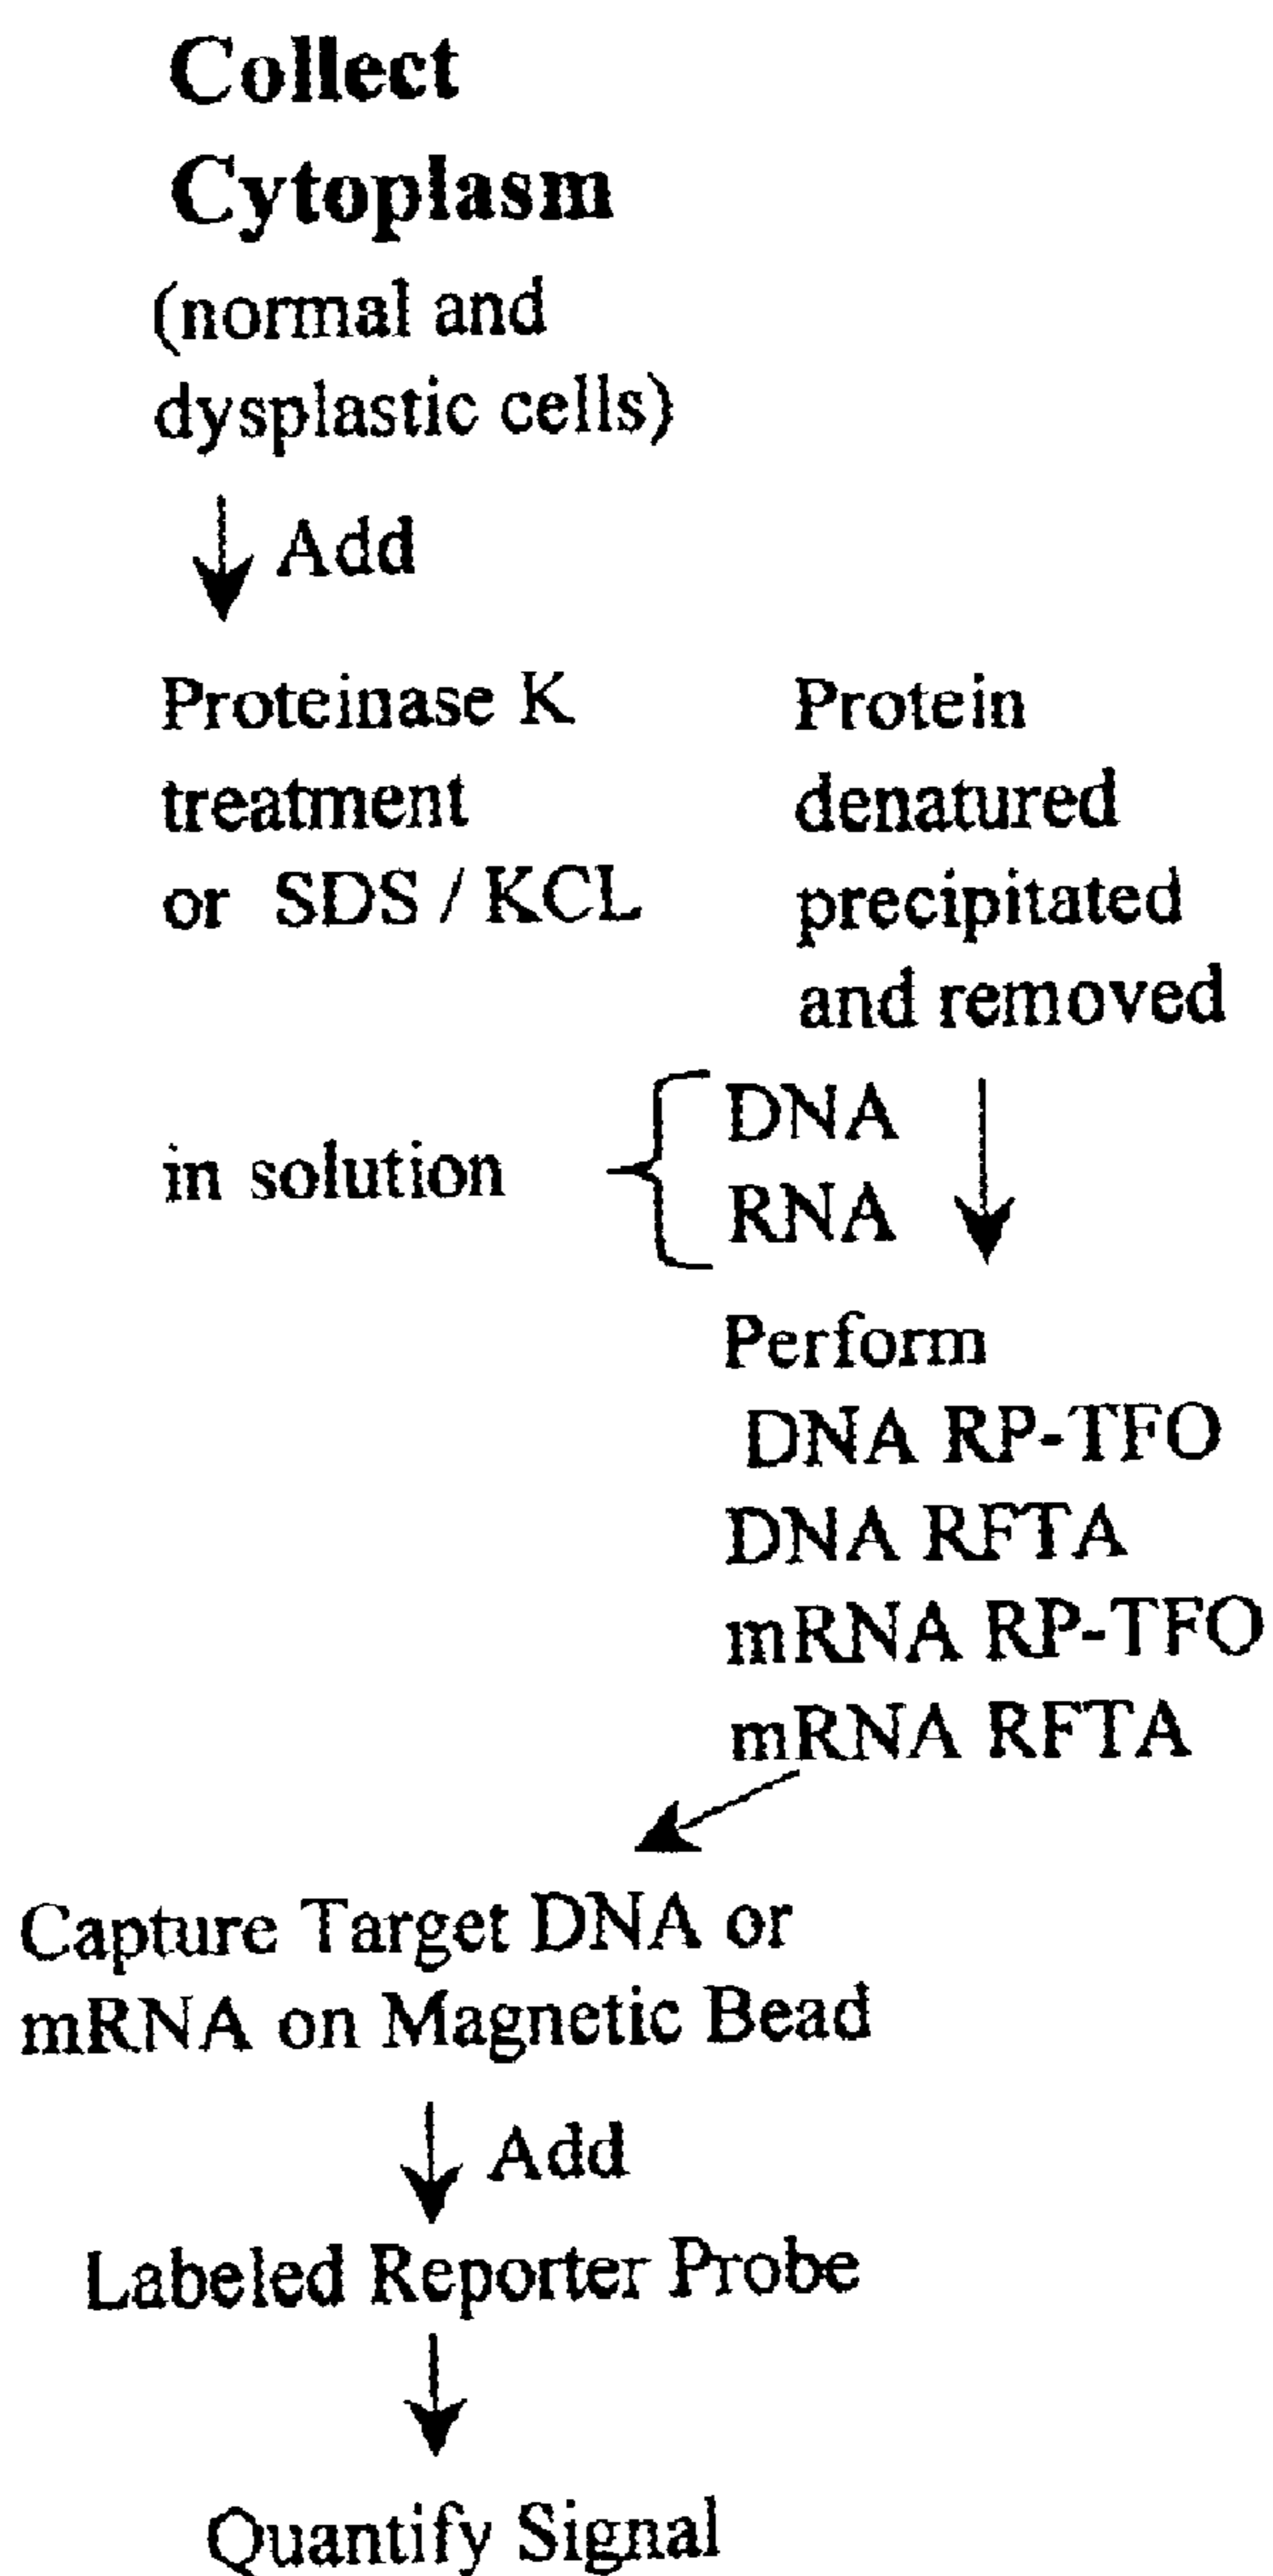 Collect
Cytoplasm
(normal and
dysplastic cells)
Add
Proteinase K
treatment
or SDS / KCL
Protein
denatured
precipitated
and removed
in solution
DNA
RNA
Perform
DNA RP-TFO
DNA RFTA
mRNA RP-TFO
mRNA RFTA
Capture Target DNA or
mRNA on Magnetic Bead
Add
Labeled Reporter Probe
Quantify Signal